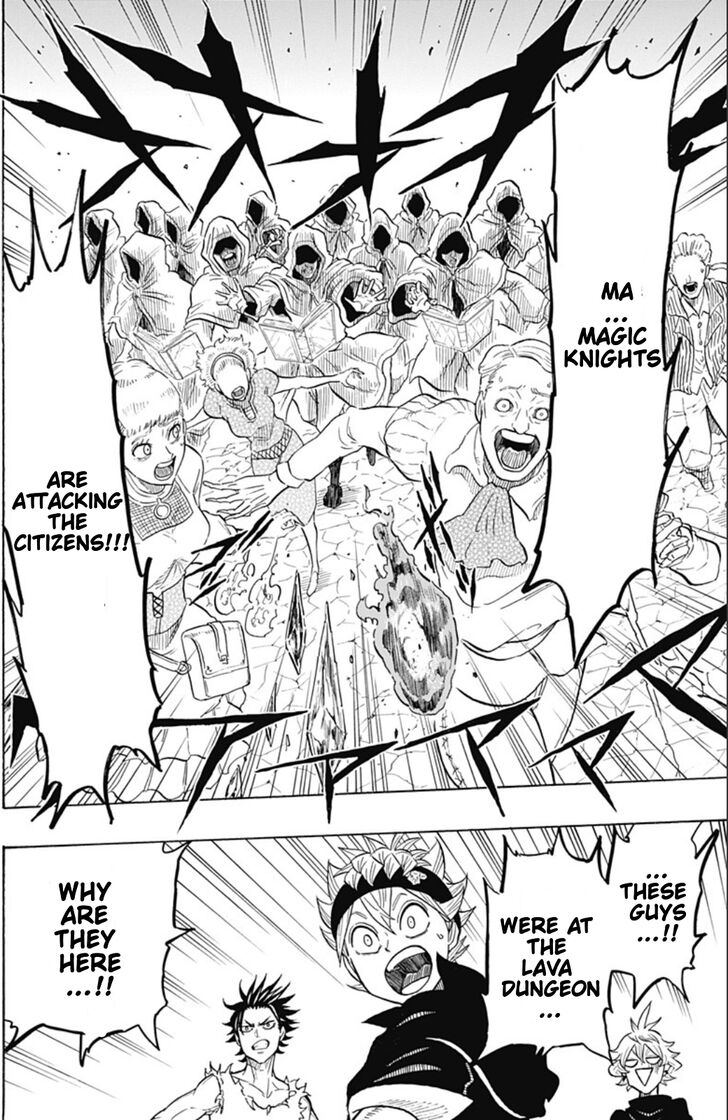 MA
...
MAGIC
KNIGHTS
ARE
ATTACKING
THE
CITIZENS!!!
...
THESE
GUYS
...!!
WERE AT
THE
LAVA
DUNGEON
...
WHY
ARE
THEY
HERE
...!!